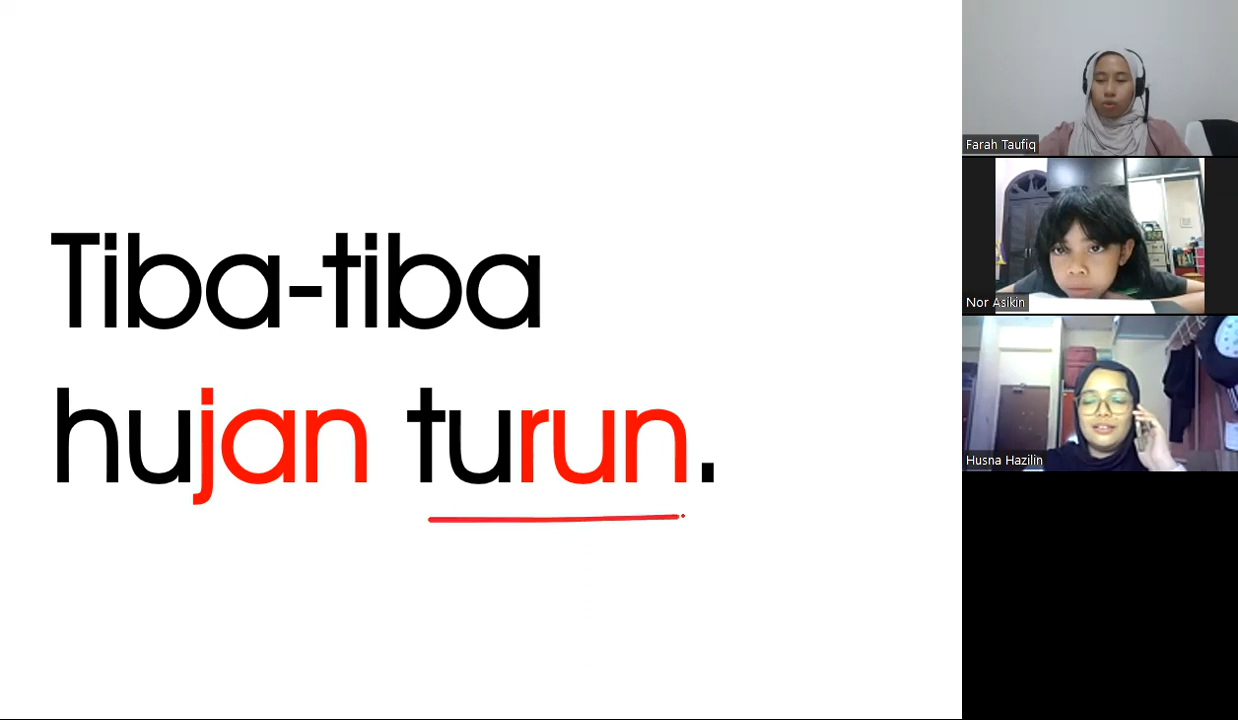 Tiba-tiba
hujan turun.
Farah Taufiq
Nor Asikin
Husna Hazilin